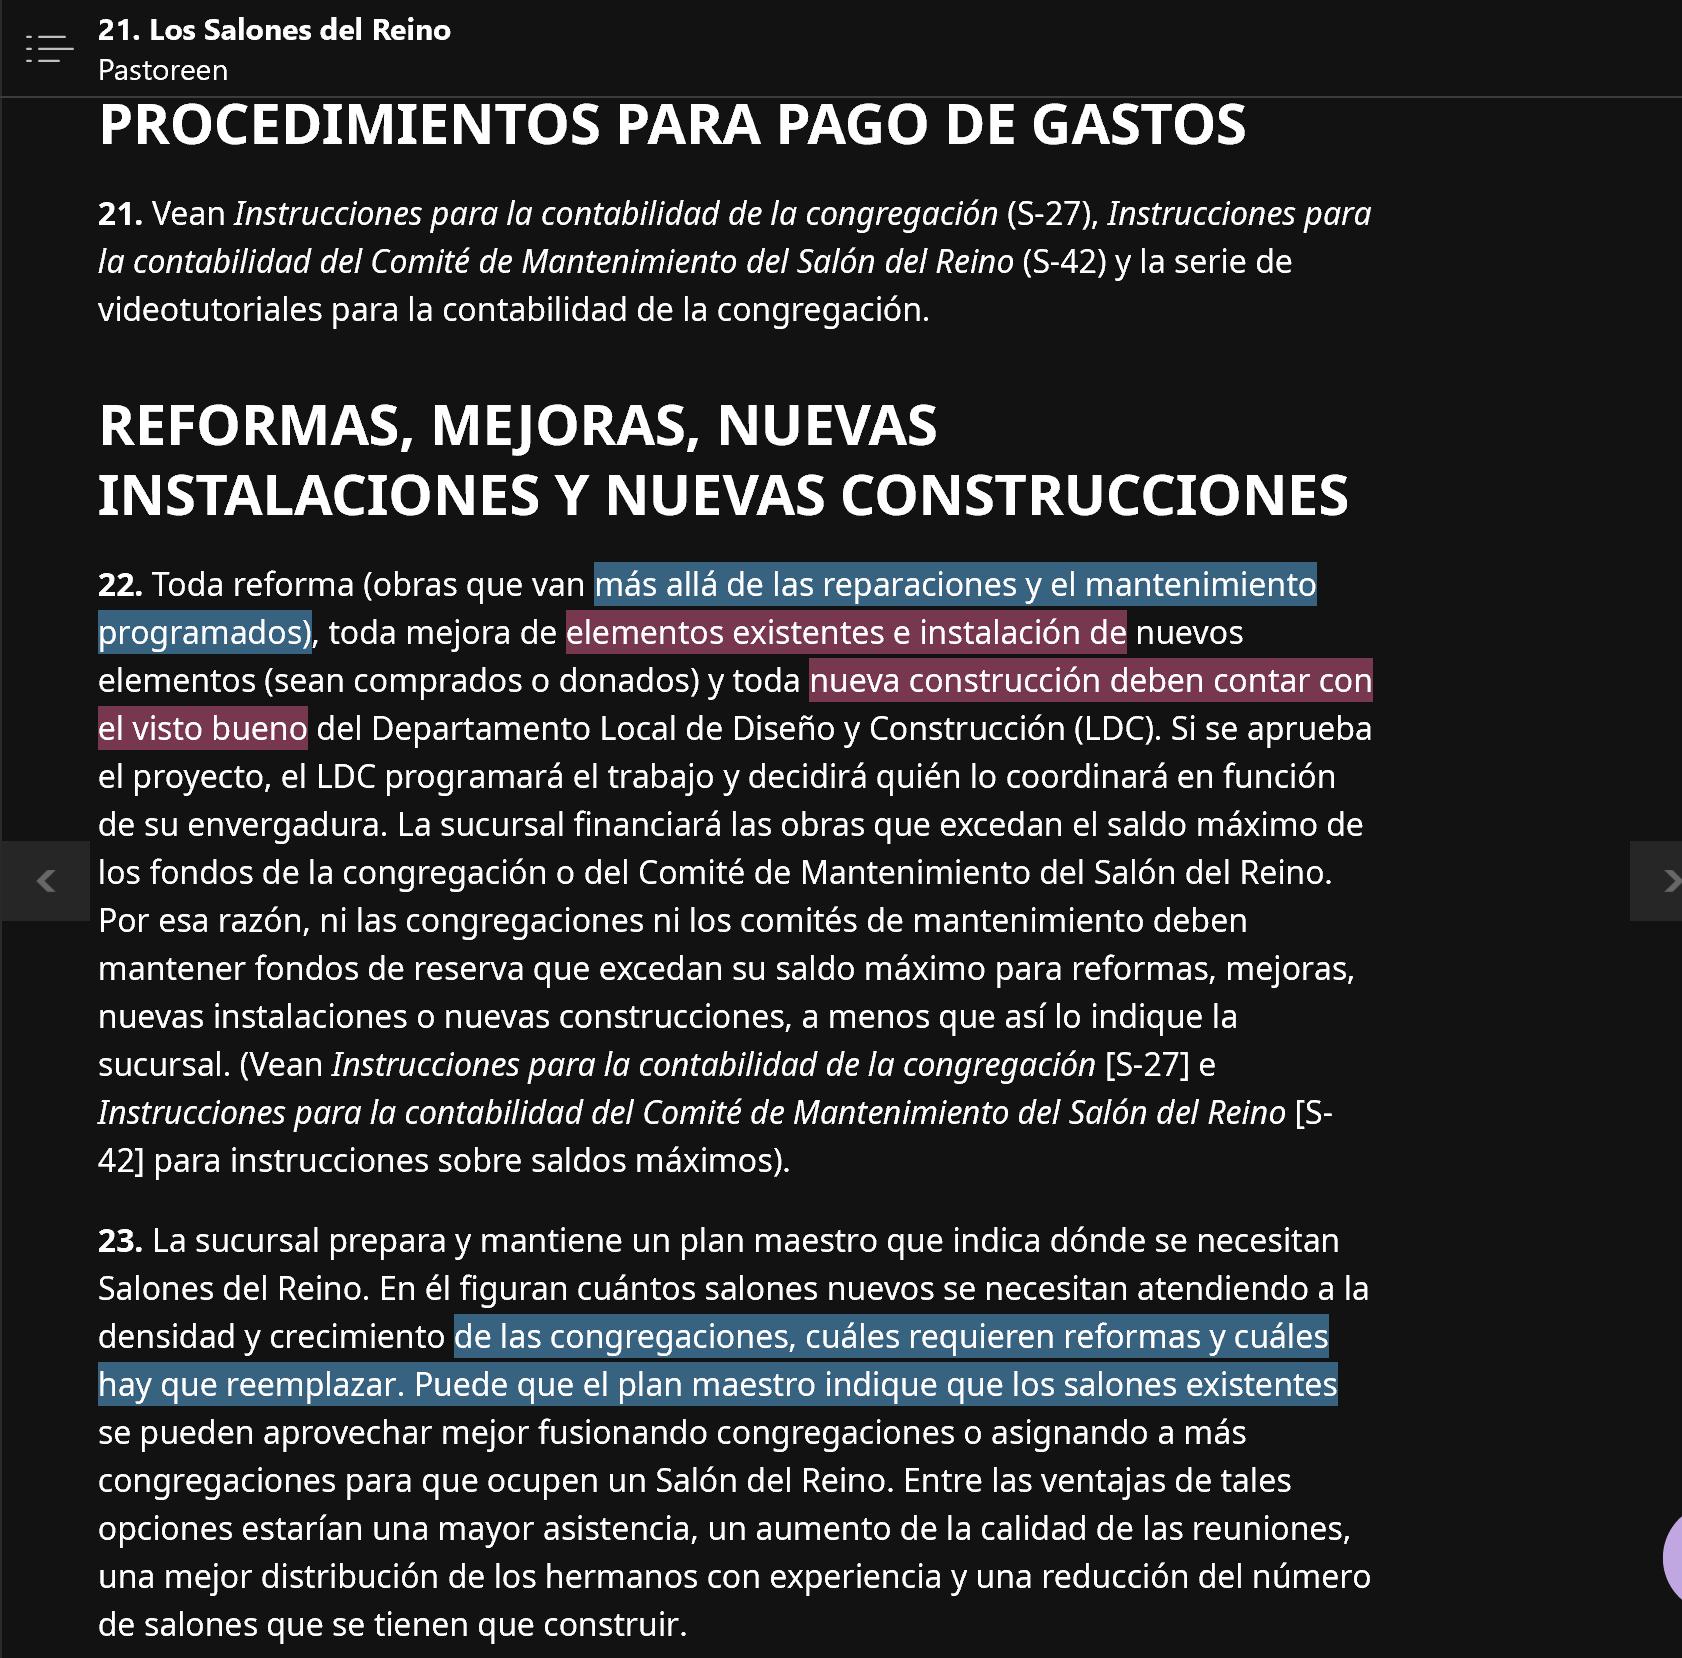 21. Los Salones del Reino
Pastoreen
PROCEDIMIENTOS PARA PAGO DE GASTOS
21. Vean Instrucciones para la contabilidad de la congregación (S-27), Instrucciones para
la contabilidad del Comité de Mantenimiento del Salón del Reino (S-42) y la serie de
videotutoriales para la contabilidad de la congregación.
REFORMAS, MEJORAS, NUEVAS
INSTALACIONES Y NUEVAS CONSTRUCCIONES
22. Toda reforma (obras que van más allá de las reparaciones y el mantenimiento
programados), toda mejora de elementos existentes e instalación de nuevos
elementos (sean comprados o donados) y toda nueva construcción deben contar con
el visto bueno del Departamento Local de Diseño y Construcción (LDC). Si se aprueba
el proyecto, el LDC programará el trabajo y decidirá quién lo coordinará en función
de su envergadura. La sucursal financiará las obras que excedan el saldo máximo de
los fondos de la congregación o del Comité de Mantenimiento del Salón del Reino.
Por esa razón, ni las congregaciones ni los comités de mantenimiento deben
mantener fondos de reserva que excedan su saldo máximo para reformas, mejoras,
nuevas instalaciones o nuevas construcciones, a menos que así lo indique la
sucursal. (Vean Instrucciones para la contabilidad de la congregación [S-27] e
Instrucciones para la contabilidad del Comité de Mantenimiento del Salón del Reino [S-
42] para instrucciones sobre saldos máximos).
23. La sucursal prepara y mantiene un plan maestro que indica dónde se necesitan
Salones del Reino. En él figuran cuántos salones nuevos se necesitan atendiendo a la
densidad y crecimiento de las congregaciones, cuáles requieren reformas y cuáles
hay que reemplazar. Puede que el plan maestro indique que los salones existentes
se pueden aprovechar mejor fusionando congregaciones o asignando a más
congregaciones para que ocupen un Salón del Reino. Entre las ventajas de tales
opciones estarían una mayor asistencia, un aumento de la calidad de las reuniones,
una mejor distribución de los hermanos con experiencia y una reducción del número
de salones que se tienen que construir.